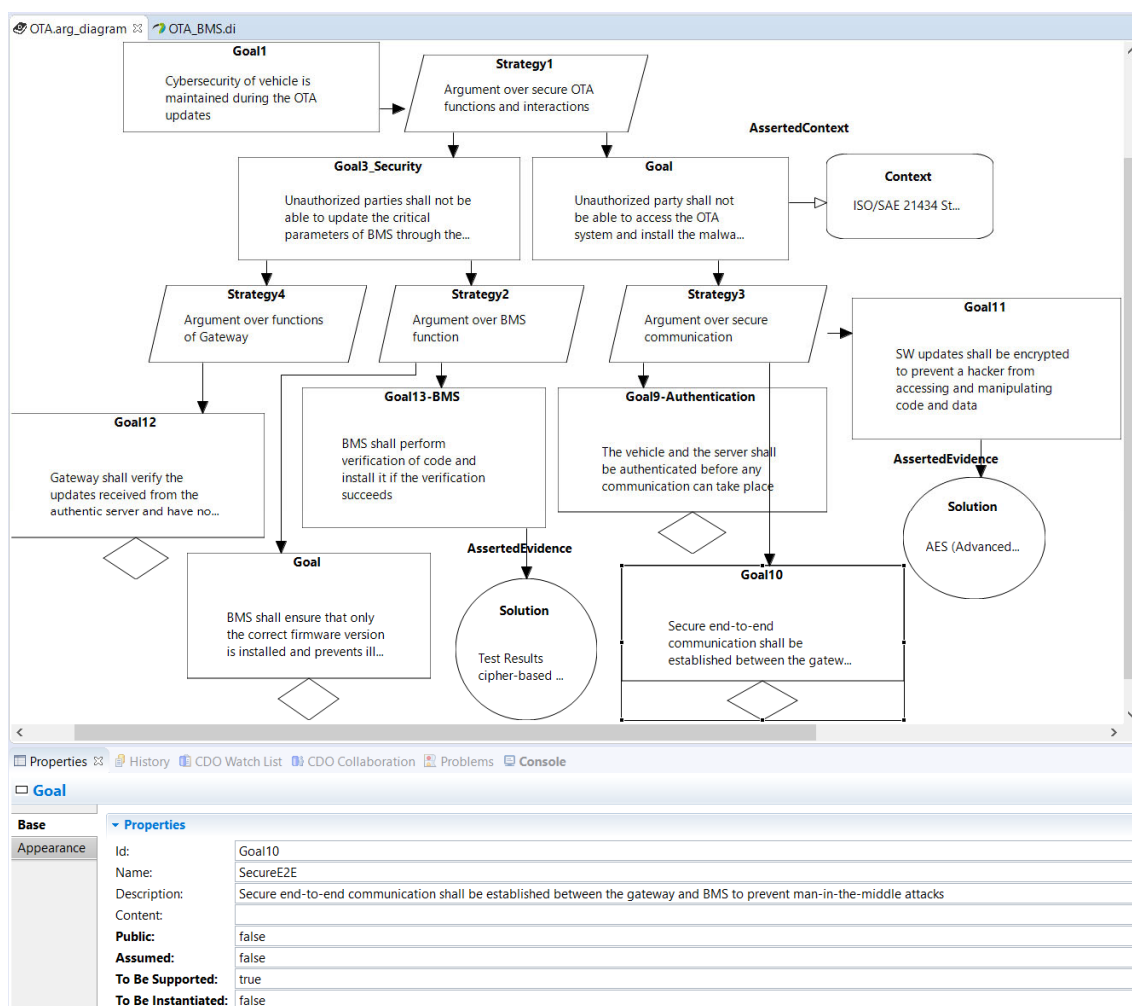 OTA.arg_diagram
OTA_BMS.di
Goal1
Cybersecurity of vehicle is
maintained during the OTA
updates
Strategy1
Argument over secure OTA
functions and interactions
AssertedContext
Goal3_Security
Unauthorized parties shall not be
able to update the critical
parameters of BMS through the...
Goal
Unauthorized party shall not
be able to access the OTA
system and install the malwa...
Context
ISO/SAE 21434 St...
Strategy4
Argument over functions
of Gateway
Strategy2
Argument over BMS
function
Strategy3
Argument over secure
communication
Goal11
SW updates shall be encrypted
to prevent a hacker from
accessing and manipulating
code and data
Goal12
Gateway shall verify the
updates received from the
authentic server and have no...
Goal13-BMS
BMS shall perform
verification of code and
install it if the verification
succeeds
Goal9-Authentication
The vehicle and the server shall
be authenticated before any
communication can take place
AssertedEvidence
Solution
AES (Advanced...
Goal
BMS shall ensure that only
the correct firmware version
is installed and prevents ill...
AssertedEvidence
Solution
Test Results
cipher-based ...
Goal10
Secure end-to-end
communication shall be
established between the gatew...
Properties
History
CDO Watch List
CDO Collaboration
Problems
Console
Goal
Base
Appearance
Properties
Id: Goal10
Name: SecureE2E
Description: Secure end-to-end communication shall be established between the gateway and BMS to prevent man-in-the-middle attacks
Content:
Public: false
Assumed: false
To Be Supported: true
To Be Instantiated: false